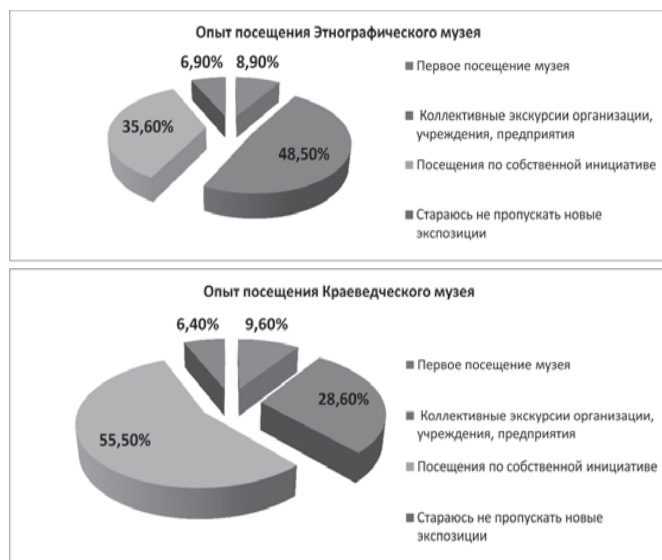 Опыт посещения Этнографического музея
6,90% 8,90%
35,60%
48,50%
Первое посещение музея
Коллективные экскурсии организации,
учреждения, предприятия
Посещения по собственной инициативе
Стараюсь не пропускать новые
экспозиции
Опыт посещения Краеведческого музея
6,40% 9,60%
28,60%
55,50%
Первое посещение музея
Коллективные экскурсии организации,
учреждения, предприятия
Посещения по собственной инициативе
Стараюсь не пропускать новые
экспозиции